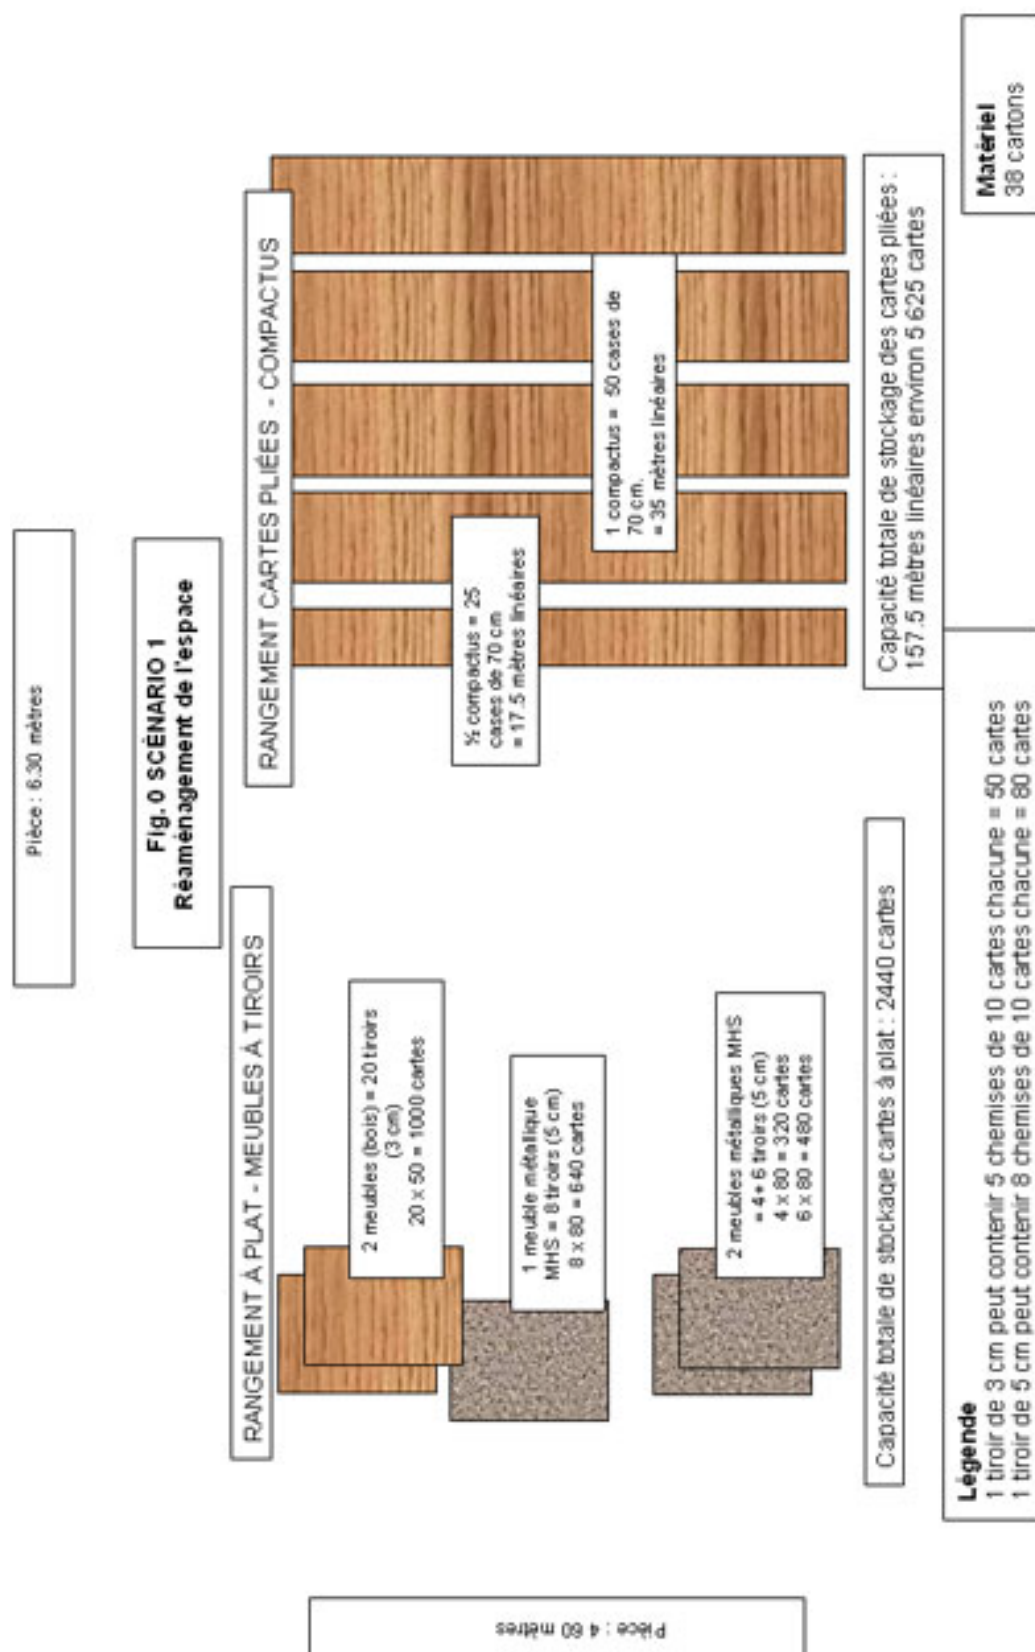 Pièce : 6.30 mètres
Fig. 0 SCÉNARIO 1
Réaménagement de l'espace
RANGEMENT À PLAT - MEUBLES À TIROIRS
RANGEMENT CARTES PLIÉES - COMPACTUS
2 meubles (bois) = 20 tiroirs
(3 cm)
20 x 50 = 1000 cartes
1 meuble métallique
MHS = 8 tiroirs (5 cm)
8 x 80 = 640 cartes
2 meubles métalliques MHS
= 4+ 6 tiroirs (5 cm)
4 x 80 = 320 cartes
6 x 80 = 480 cartes
½ compactus = 25
cases de 70 cm
= 17.5 mètres linéaires
1 compactus = 50 cases de
70 cm.
= 35 mètres linéaires
Capacité totale de stockage cartes à plat : 2440 cartes
Capacité totale de stockage des cartes pliées :
157.5 mètres linéaires environ 5 625 cartes
Légende
1 tiroir de 3 cm peut contenir 5 chemises de 10 cartes chacune = 50 cartes
1 tiroir de 5 cm peut contenir 8 chemises de 10 cartes chacune = 80 cartes
Matériel
38 cartons
Pièce : 4 60 mètres